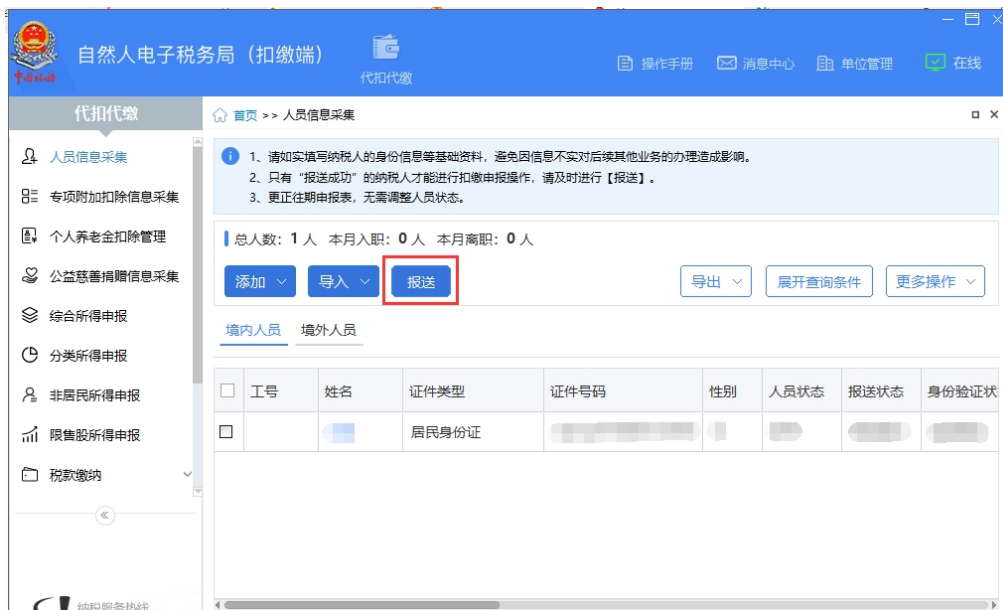 自然人电子税务局（扣缴端）
代扣代缴
操作手册
消息中心
单位管理
在线
中国税务
代扣代缴
首页 >> 人员信息采集
人员信息采集
专项附加扣除信息采集
个人养老金扣除管理
公益慈善捐赠信息采集
综合所得申报
分类所得申报
非居民所得申报
限售股所得申报
税款缴纳
纳税服务热线
1、请如实填写纳税人的身份信息等基础资料，避免因信息不实对后续其他业务的办理造成影响。
2、只有“报送成功”的纳税人才能进行扣缴申报操作，请及时进行【报送】.
3、更正往期申报表，无需调整人员状态。
总人数：1 人 本月入职：0 人 本月离职：0 人
添加 导入 报送 导出 展开查询条件 更多操作
境内人员 境外人员
工号 姓名 证件类型 证件号码 性别 人员状态 报送状态 身份验证状
居民身份证